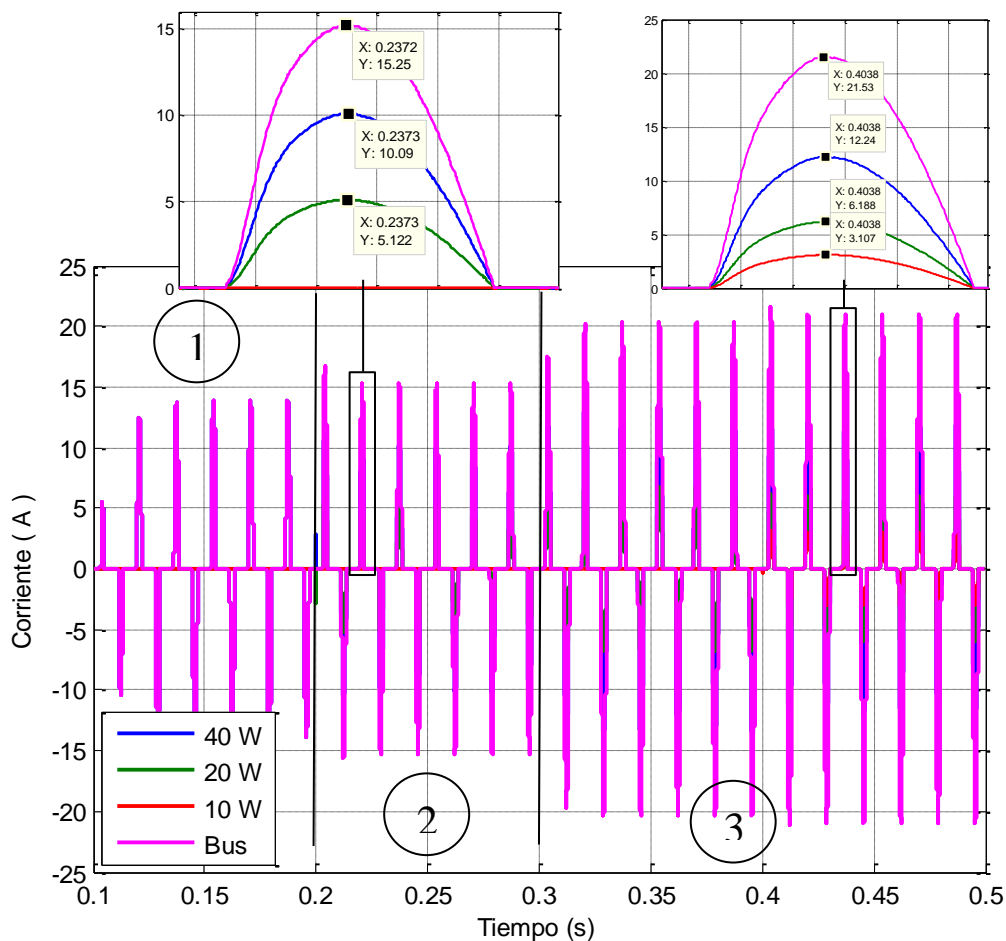 15
10
5
0
X: 0.2372
Y: 15.25
X: 0.2373
Y: 10.09
X: 0.2373
Y: 5.122
25
20
15
10
5
0
X: 0.4038
Y: 21.53
X: 0.4038
Y: 12.24
X: 0.4038
Y: 6.188
X: 0.4038
Y: 3.107
25
20
15
10
5
0
-5
-10
-15
-20
-25
Corriente ( A )
1
2
3
40 W
20 W
10 W
Bus
0.1 0.15 0.2 0.25 0.3 0.35 0.4 0.45 0.5
Tiempo (s)